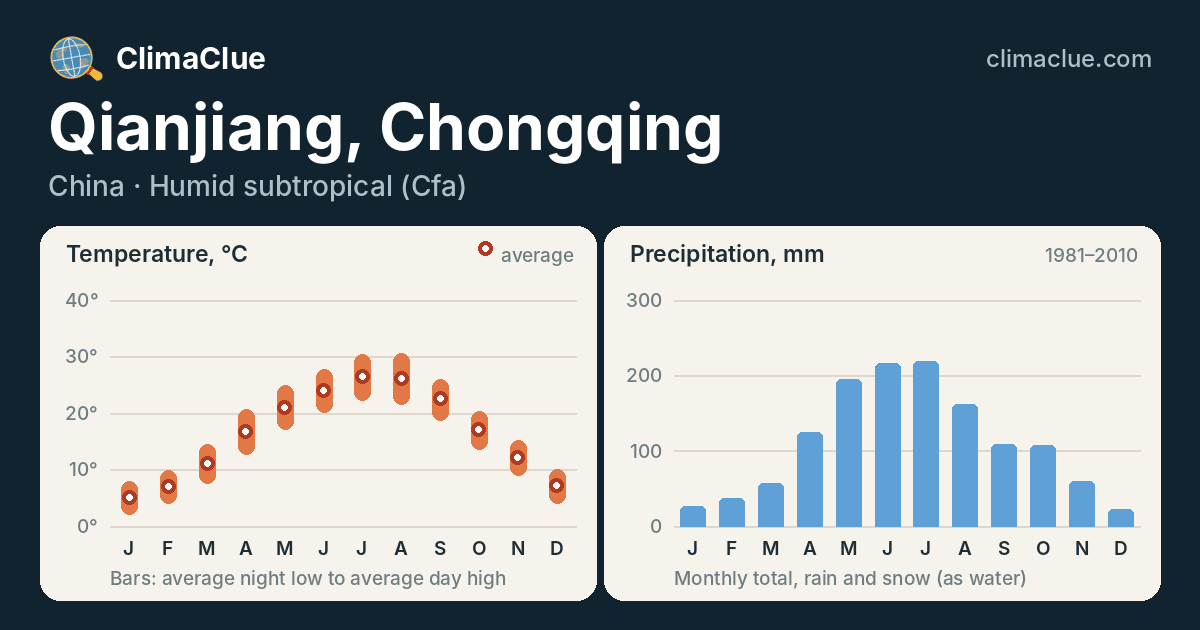 ClimaClue
climaclue.com
Qianjiang, Chongqing
China · Humid subtropical (Cfa)
Temperature, °C
average
40°
30°
20°
10°
0°
J F M A M J J A S O N D
Bars: average night low to average day high
Precipitation, mm
1981–2010
300
200
100
0
J F M A M J J A S O N D
Monthly total, rain and snow (as water)